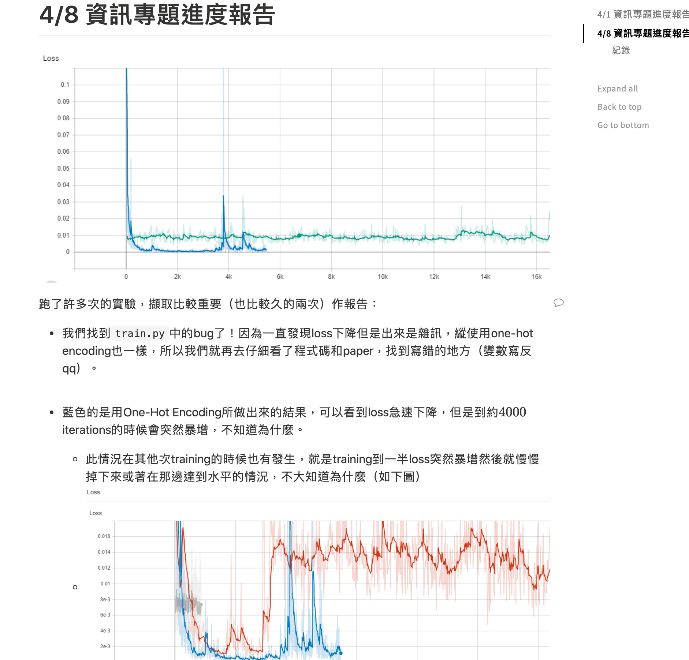 4/8 資訊專題進度報告
4/1 資訊專題進度報告
4/8 資訊專題進度報告
記錄
Expand all
Back to top
Go to bottom
Loss
0.1
0.09
0.08
0.07
0.06
0.05
0.04
0.03
0.02
0.01
0
0 2k 4k 6k 8k 10k 12k 14k 16k
跑了許多次的實驗，擷取比較重要（也比較久的兩次）作報告：
我們找到 train.py 中的bug了！因為一直發現loss下降但是出來是雜訊，縱使用one-hot
encoding也一樣，所以我們就再去仔細看了程式碼和paper，找到寫錯的地方（變數寫反
qq）。
藍色的是用One-Hot Encoding所做出來的結果，可以看到loss急速下降，但是到約4000
iterations的時候會突然暴增，不知道為什麼。
此情況在其他次training的時候也有發生，就是training到一半loss突然暴增然後就慢慢
掉下來或著在那邊達到水平的情況，不大知道為什麼（如下圖）
Loss
Loss
0.016
0.014
0.012
0.01
8e-3
6e-3
4e-3
2e-3